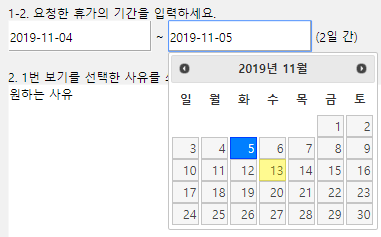 1-2. 요청한 휴가의 기간을 입력하세요.
2019-11-04 ~ 2019-11-05 (2일 간)
2019년 11월
일 월 화 수 목 금 토
1 2
3 4 5 6 7 8 9
10 11 12 13 14 15 16
17 18 19 20 21 22 23
24 25 26 27 28 29 30
2. 1번 보기를 선택한 사유를
원하는 사유